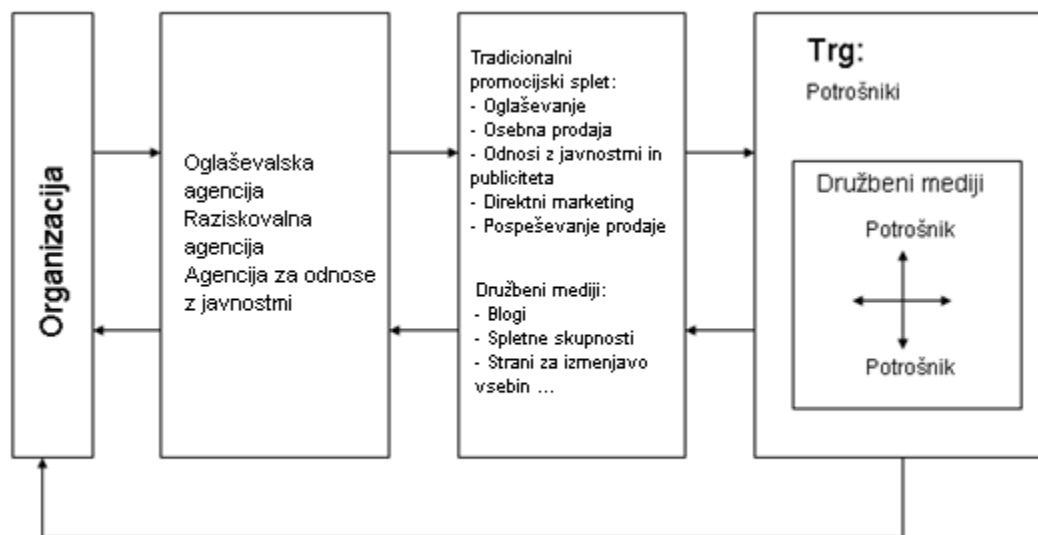 Organizacija
Oglaševalska
agencija
Raziskovalna
agencija
Agencija za odnose
z javnostmi
Tradicionalni
promocijski splet:
- Oglaševanje
- Osebna prodaja
- Odnosi z javnostmi in
publiciteta
- Direktni marketing
- Pospeševanje prodaje
Družbeni mediji:
- Blogi
- Spletne skupnosti
- Strani za izmenjavo
vsebin ...
Trg:
Potrošniki
Družbeni mediji
Potrošnik
Potrošnik